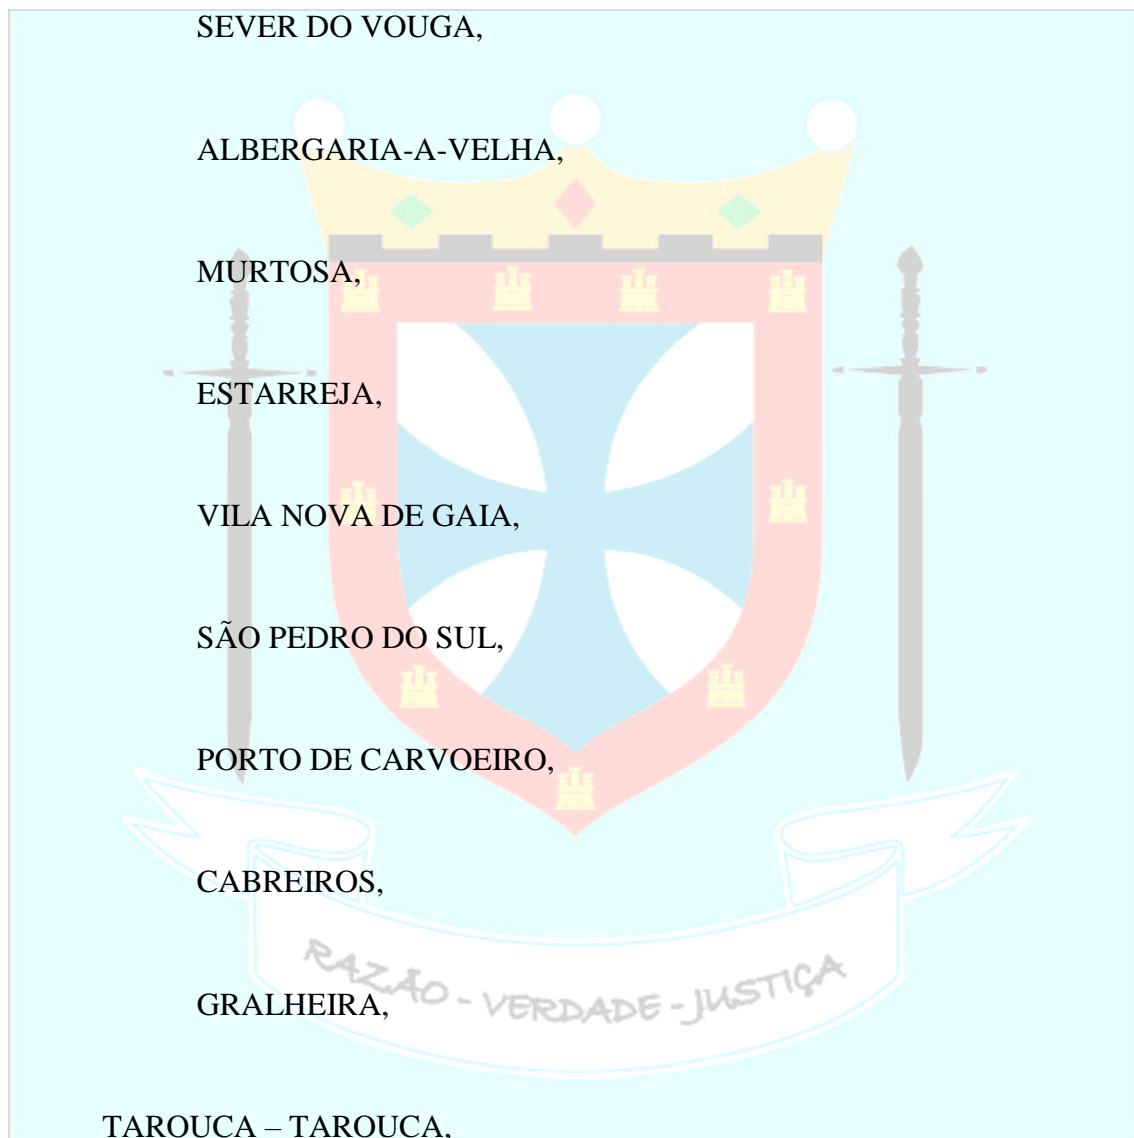 SEVER DO VOUGA,
ALBERGARIA-A-VELHA,
MURTOSA,
ESTARREJA,
VILA NOVA DE GAIA,
SÃO PEDRO DO SUL,
PORTO DE CARVOEIRO,
CABREIROS,
RAZÃO - VERDADE - JUSTIÇA
GRALHEIRA,
TAROUCA – TAROUCA,